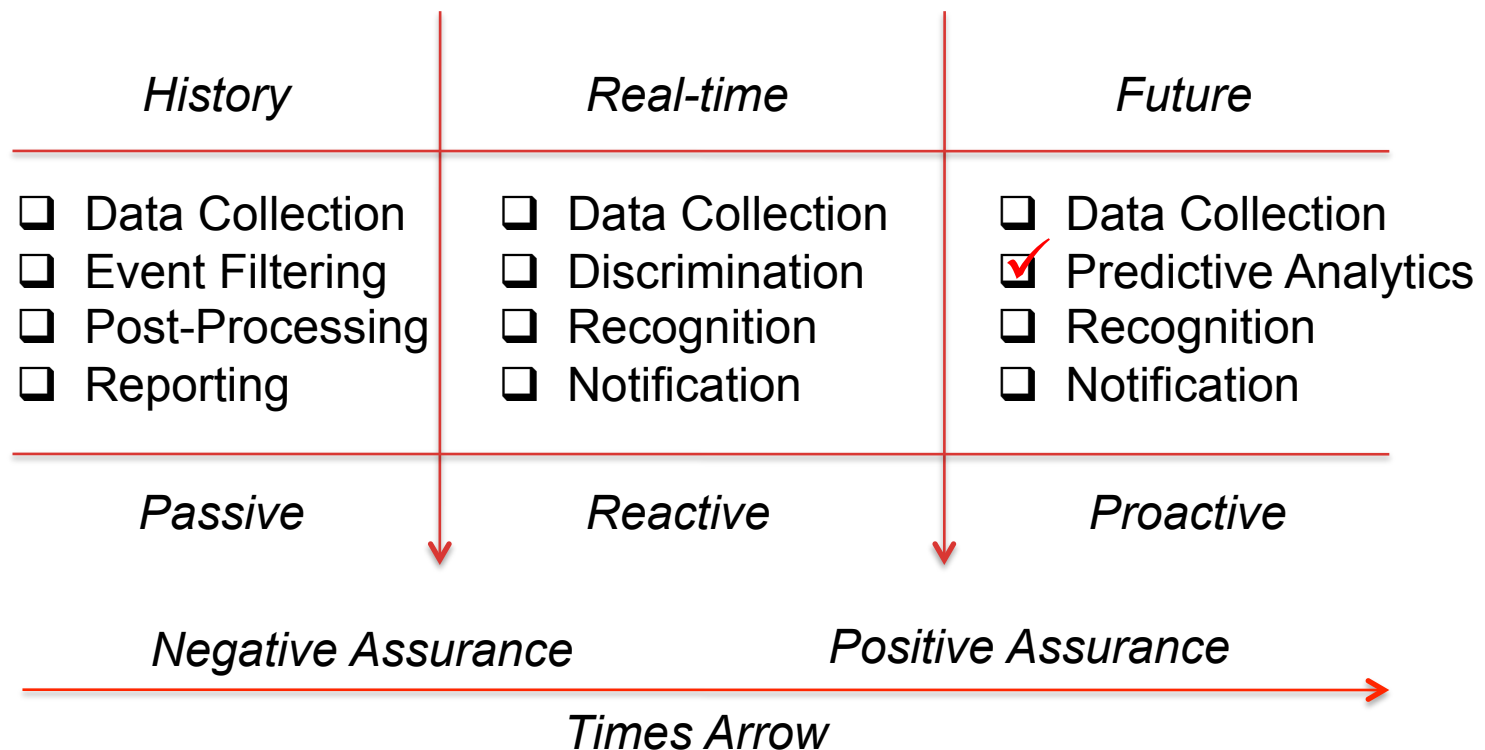 History Real-time Future
❑ Data Collection ❑ Data Collection ❑ Data Collection
❑ Event Filtering ❑ Discrimination ❑ Predictive Analytics
❑ Post-Processing ❑ Recognition ❑ Recognition
❑ Reporting ❑ Notification ❑ Notification
Passive Reactive Proactive
Negative Assurance Positive Assurance
Times Arrow